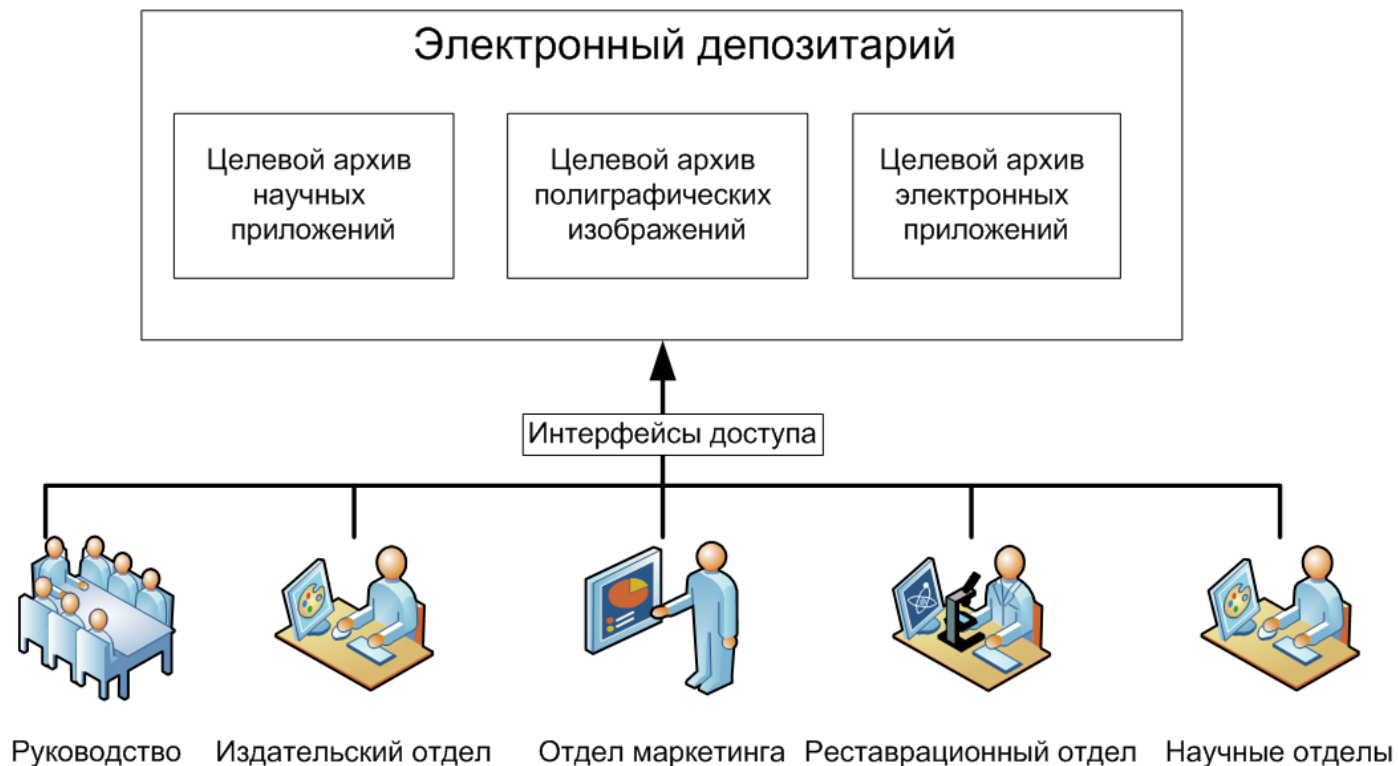 Электронный депозитарий
Целевой архив
научных
приложений
Целевой архив
полиграфических
изображений
Целевой архив
электронных
приложений
Интерфейсы доступа
Руководство
Издательский отдел
Отдел маркетинга
Реставрационный отдел
Научные отделы